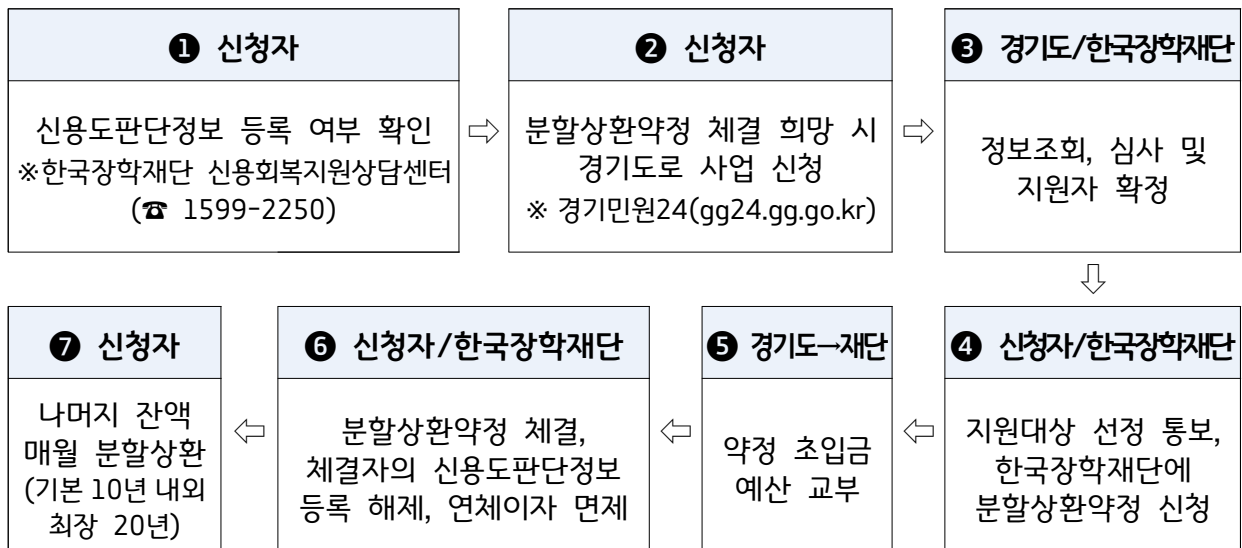 ❶ 신청자
신용도판단정보 등록 여부 확인
※한국장학재단 신용회복지원상담센터
(☎ 1599-2250)
⇨
❷ 신청자
분할상환약정 체결 희망 시
경기도로 사업 신청
※ 경기민원24(gg24.gg.go.kr)
⇨
❸ 경기도/한국장학재단
정보조회, 심사 및
지원자 확정
⇩
❹ 신청자/한국장학재단
지원대상 선정 통보,
한국장학재단에
분할상환약정 신청
⇦
❺ 경기도→재단
약정 초입금
예산 교부
⇦
❻ 신청자/한국장학재단
분할상환약정 체결,
체결자의 신용도판단정보
등록 해제, 연체이자 면제
⇦
❼ 신청자
나머지 잔액
매월 분할상환
(기본 10년 내외
최장 20년)